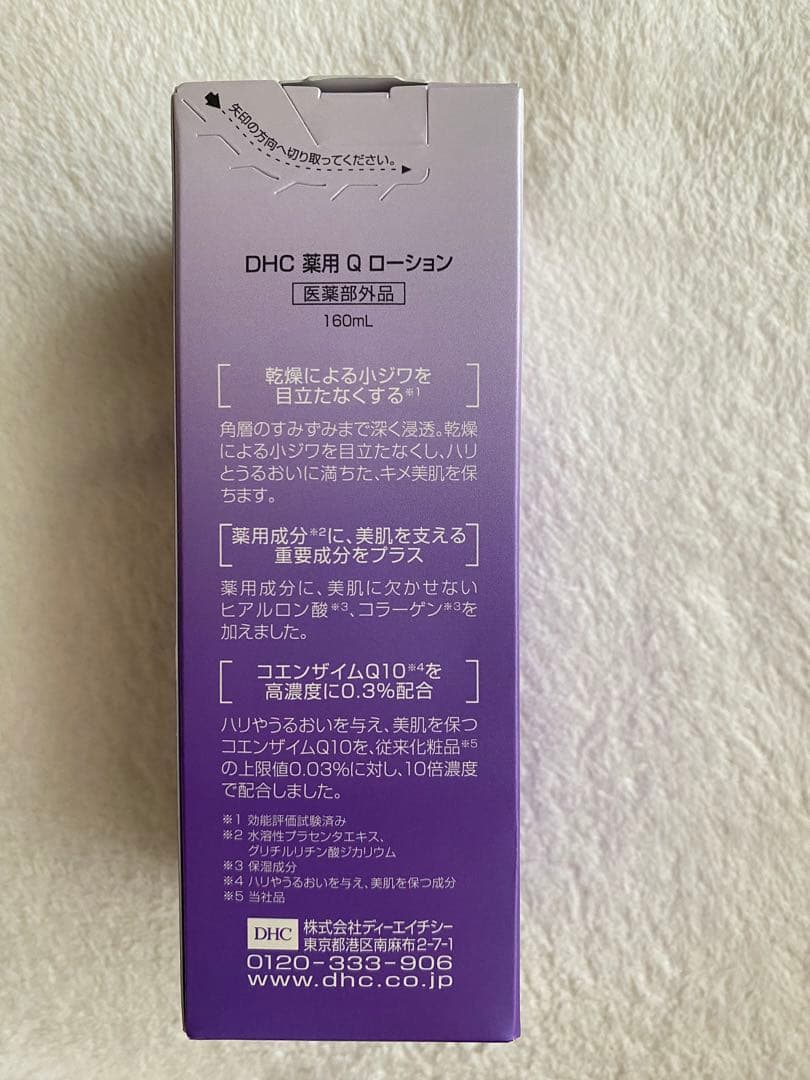 矢印の方向へ切り取ってください。
DHC 薬用 Q ローション
医薬部外品
160mL
乾燥による小ジワを
目立たなくする※1
角層のすみずみまで深く浸透。乾燥
による小ジワを目立たなくし、ハリ
とうるおいに満ちた、キメ美肌を保
ちます。
薬用成分※2に、美肌を支える
重要成分をプラス
薬用成分に、美肌に欠かせない
ヒアルロン酸※3、コラーゲン※3を
加えました。
コエンザイムQ10※4を
高濃度に0.3%配合
ハリやうるおいを与え、美肌を保つ
コエンザイムQ10を、従来化粧品※5
の上限値0.03%に対し、10倍濃度
で配合しました。
※1 効能評価試験済み
※2 水溶性プラセンタエキス、
グリチルリチン酸ジカリウム
※3 保湿成分
※4 ハリやうるおいを与え、美肌を保つ成分
※5 当社品
DHC 株式会社ディーエイチシー
東京都港区南麻布2-7-1
0120-333-906
www.dhc.co.jp